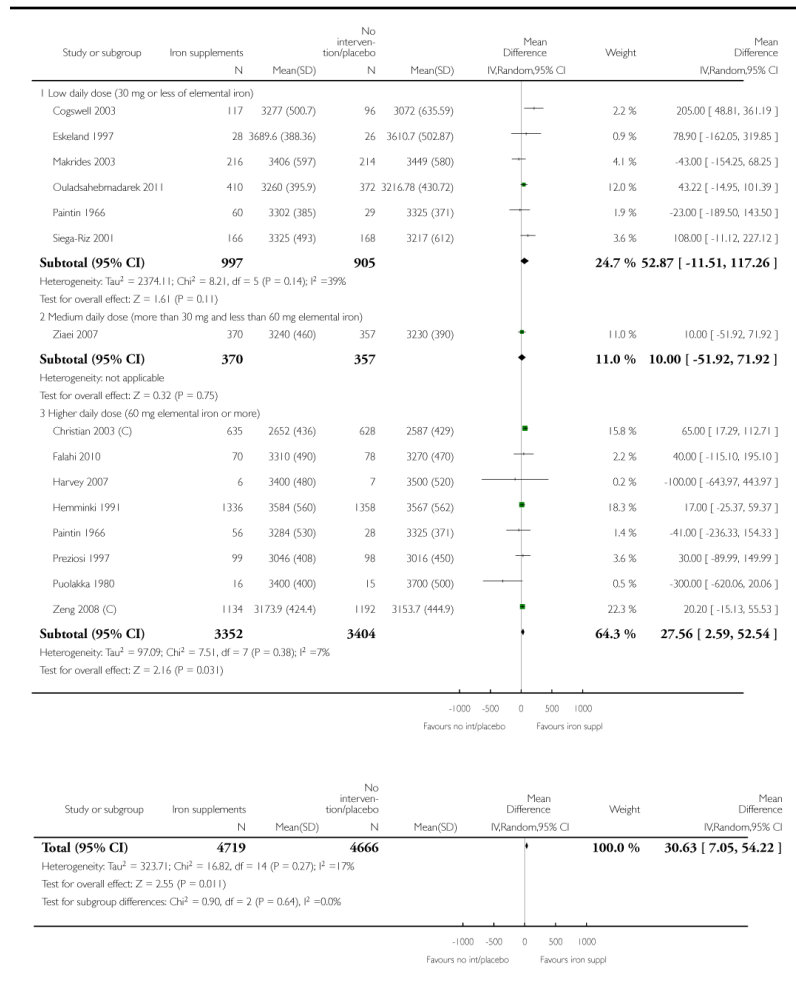 Study or subgroup Iron supplements No interven-tion/placebo Mean Difference Weight Mean Difference
N Mean(SD) N Mean(SD) IV,Random,95% CI IV,Random,95% CI
1 Low daily dose (30 mg or less of elemental iron)
Cogswell 2003 117 3277 (500.7) 96 3072 (635.59) 2.2 % 205.00 [ 48.81, 361.19 ]
Eskeland 1997 28 3689.6 (388.36) 26 3610.7 (502.87) 0.9 % 78.90 [ -162.05, 319.85 ]
Makrides 2003 216 3406 (597) 214 3449 (580) 4.1 % -43.00 [ -154.25, 68.25 ]
Ouladsahebmadarek 2011 410 3260 (395.9) 372 3216.78 (430.72) 12.0 % 43.22 [ -14.95, 101.39 ]
Paintin 1966 60 3302 (385) 29 3325 (371) 1.9 % -23.00 [ -189.50, 143.50 ]
Siega-Riz 2001 166 3325 (493) 168 3217 (612) 3.6 % 108.00 [ -11.12, 227.12 ]
Subtotal (95% CI) 997 905 24.7 % 52.87 [ -11.51, 117.26 ]
Heterogeneity: Tau² = 2374.11; Chi² = 8.21, df = 5 (P = 0.14); I² =39%
Test for overall effect: Z = 1.61 (P = 0.11)
2 Medium daily dose (more than 30 mg and less than 60 mg elemental iron)
Ziaei 2007 370 3240 (460) 357 3230 (390) 11.0 % 10.00 [ -51.92, 71.92 ]
Subtotal (95% CI) 370 357 11.0 % 10.00 [ -51.92, 71.92 ]
Heterogeneity: not applicable
Test for overall effect: Z = 0.32 (P = 0.75)
3 Higher daily dose (60 mg elemental iron or more)
Christian 2003 (C) 635 2652 (436) 628 2587 (429) 15.8 % 65.00 [ 17.29, 112.71 ]
Falahi 2010 70 3310 (490) 78 3270 (470) 2.2 % 40.00 [ -115.10, 195.10 ]
Harvey 2007 6 3400 (480) 7 3500 (520) 0.2 % -100.00 [ -643.97, 443.97 ]
Hemminki 1991 1336 3584 (560) 1358 3567 (562) 18.3 % 17.00 [ -25.37, 59.37 ]
Paintin 1966 56 3284 (530) 28 3325 (371) 1.4 % -41.00 [ -236.33, 154.33 ]
Preziosi 1997 99 3046 (408) 98 3016 (450) 3.6 % 30.00 [ -89.99, 149.99 ]
Puolakka 1980 16 3400 (400) 15 3700 (500) 0.5 % -300.00 [ -620.06, 20.06 ]
Zeng 2008 (C) 1134 3173.9 (424.4) 1192 3153.7 (444.9) 22.3 % 20.20 [ -15.13, 55.53 ]
Subtotal (95% CI) 3352 3404 64.3 % 27.56 [ 2.59, 52.54 ]
Heterogeneity: Tau² = 97.09; Chi² = 7.51, df = 7 (P = 0.38); I² =7%
Test for overall effect: Z = 2.16 (P = 0.031)
-1000 -500 0 500 1000
Favours no int/placebo Favours iron suppl
Study or subgroup Iron supplements No interven-tion/placebo Mean Difference Weight Mean Difference
N Mean(SD) N Mean(SD) IV,Random,95% CI IV,Random,95% CI
Total (95% CI) 4719 4666 100.0 % 30.63 [ 7.05, 54.22 ]
Heterogeneity: Tau² = 323.71; Chi² = 16.82, df = 14 (P = 0.27); I² =17%
Test for overall effect: Z = 2.55 (P = 0.011)
Test for subgroup differences: Chi² = 0.90, df = 2 (P = 0.64), I² =0.0%
-1000 -500 0 500 1000
Favours no int/placebo Favours iron suppl